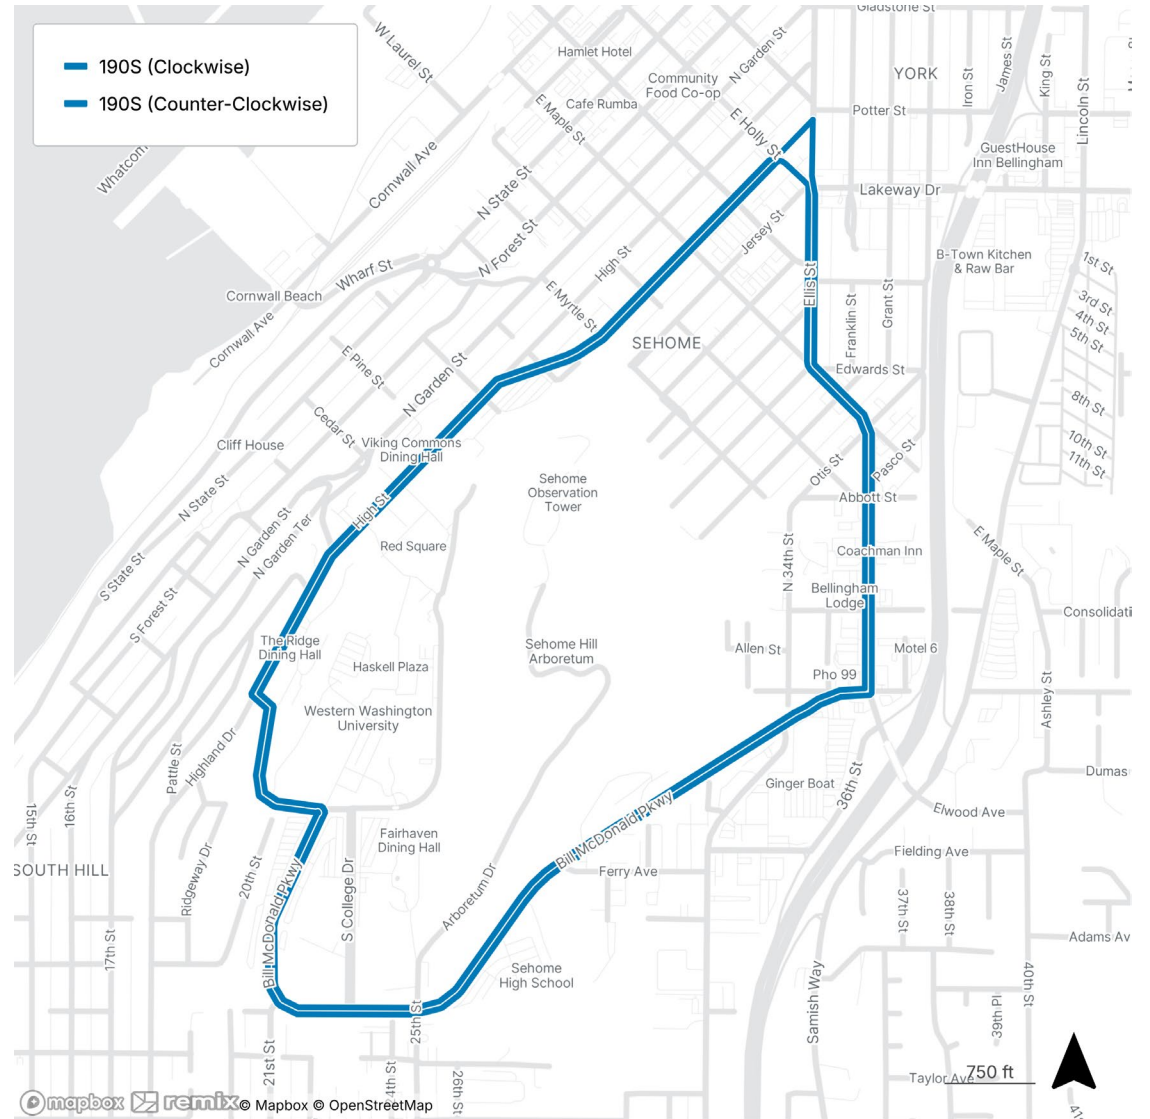 Gladstone St
W Laurel St
Hamlet Hotel
N Garden St
James St
190S (Clockwise)
Community
Food Co-op
YORK
Iron St
King St
Lincoln St
190S (Counter-Clockwise)
E Maple St
Cafe Rumba
E Holly St
Potter St
Whatcom
Cornwall Ave
GuestHouse
Inn Bellingham
N State St
Lakeway Dr
Jersey St
N Forest St
High St
B-Town Kitchen
& Raw Bar
1st St
Wharf St
Cornwall Beach
E Myrtle St
Ellis St
Franklin St
Grant St
3rd St
4th St
5th St
Cornwall Ave
SEHOME
E Pine St
N Garden St
Edwards St
8th St
Cedar St
Cliff House
Viking Commons
Dining Hall
10th St
11th St
Otis St
Pasco St
N State St
Sehome
Observation
Tower
Abbott St
High St
N Garden St
N Garden Ter
Red Square
N 34th St
Coachman Inn
E Maple St
S State St
S Forest St
Bellingham
Lodge
Consolidati
The Ridge
Dining Hall
Haskell Plaza
Sehome Hill
Arboretum
Allen St
Motel 6
Pho 99
Ashley St
Western Washington
University
Highland Dr
Pattle St
Ginger Boat
36th St
Dumas
15th St
16th St
Bill McDonald Pkwy
Elwood Ave
Fairhaven
Dining Hall
Fielding Ave
SOUTH HILL
Ridgeway Dr
20th St
Bill McDonald Pkwy
S College Dr
Arboretum Dr
Ferry Ave
37th St
38th St
17th St
Adams Av
Sehome
High School
Samish Way
40th St
39th Pl
25th St
21st St
24th St
26th St
Taylor Ave
750 ft
mapbox
remix
© Mapbox © OpenStreetMap